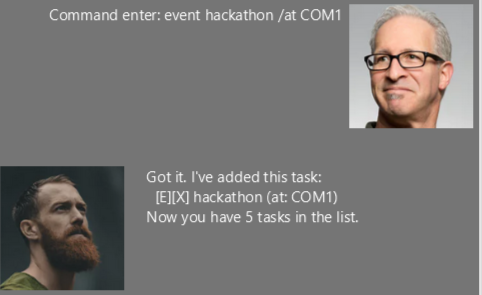 Command enter: event hackathon /at COM1
Got it. I've added this task:
[E][X] hackathon (at: COM1)
Now you have 5 tasks in the list.